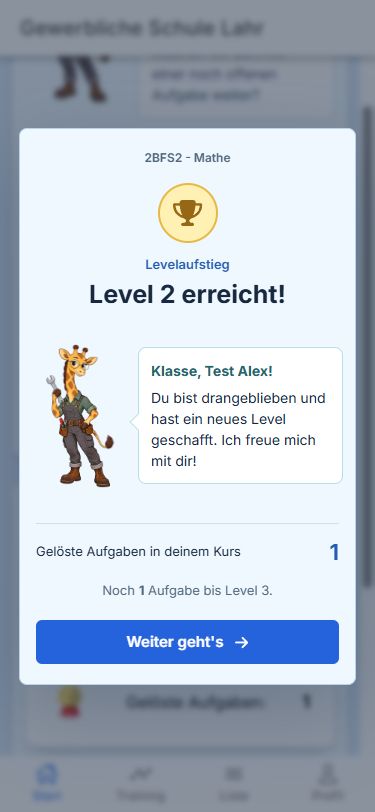 Gewerbliche Schule Lahr
einer noch offenen
Aufgabe weiter?
2BFS2 - Mathe
Levelaufstieg
Level 2 erreicht!
Klasse, Test Alex!
Du bist drangeblieben und
hast ein neues Level
geschafft. Ich freue mich
mit dir!
Gelöste Aufgaben in deinem Kurs 1
Noch 1 Aufgabe bis Level 3.
Weiter geht's →
Gelöste Aufgaben 1
Start Training Liste Profil